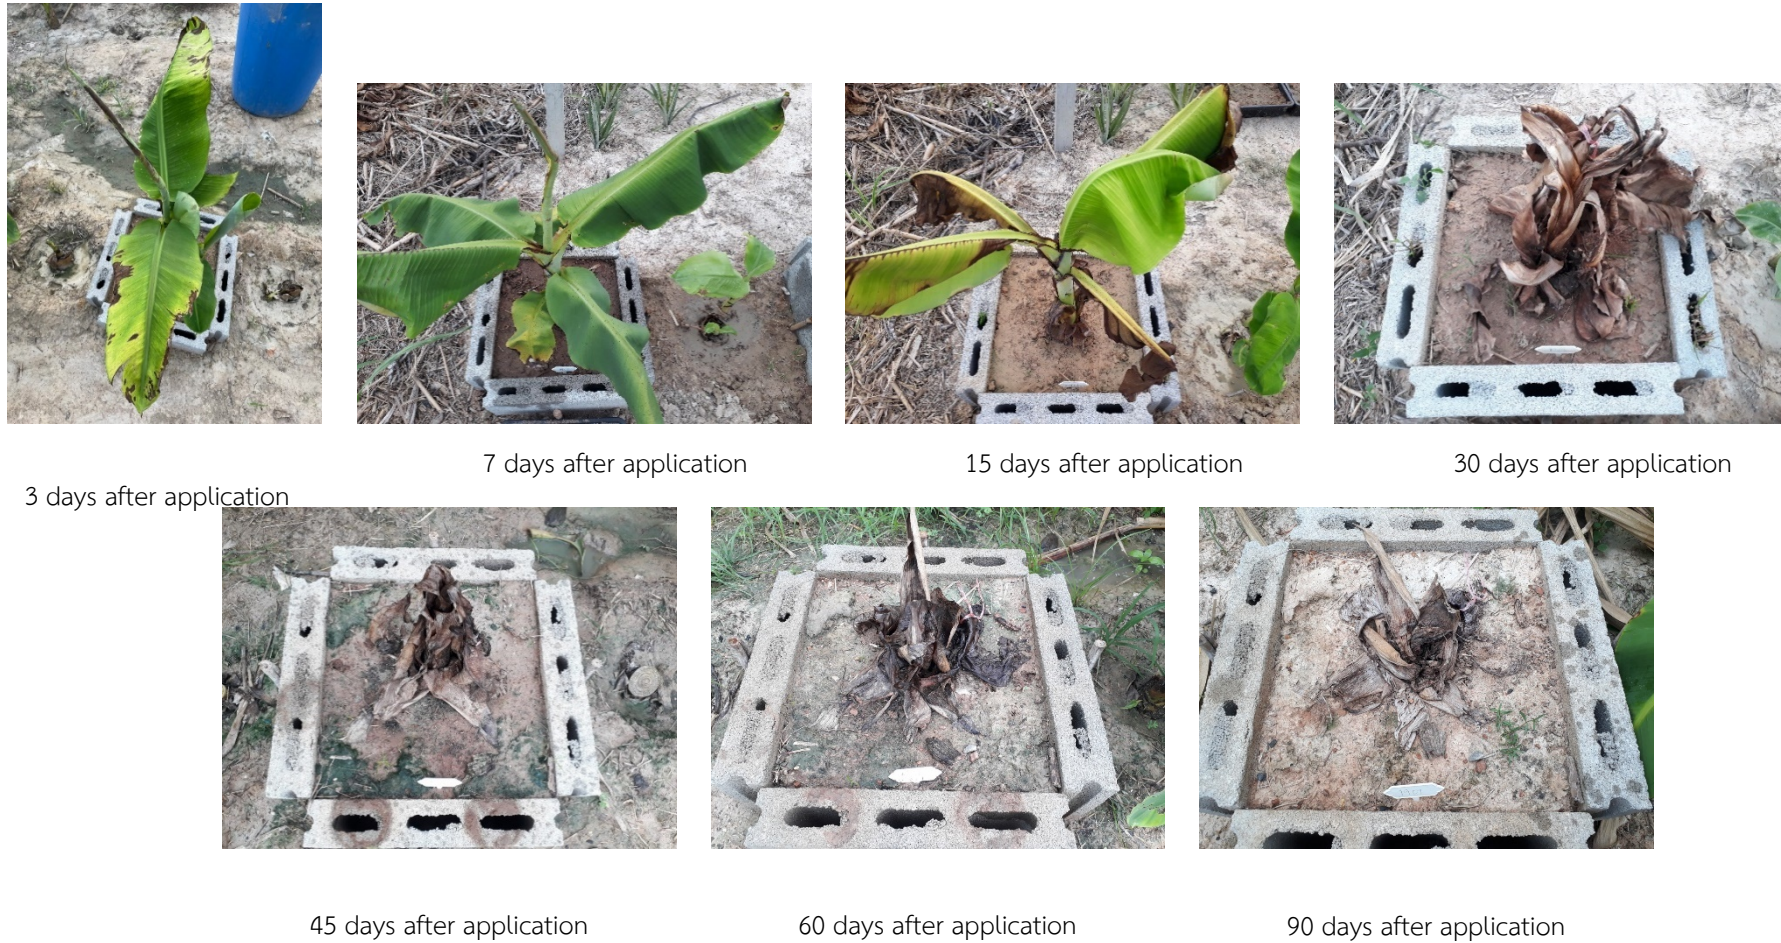 7 days after application
15 days after application
30 days after application
3 days after application
45 days after application
60 days after application
90 days after application